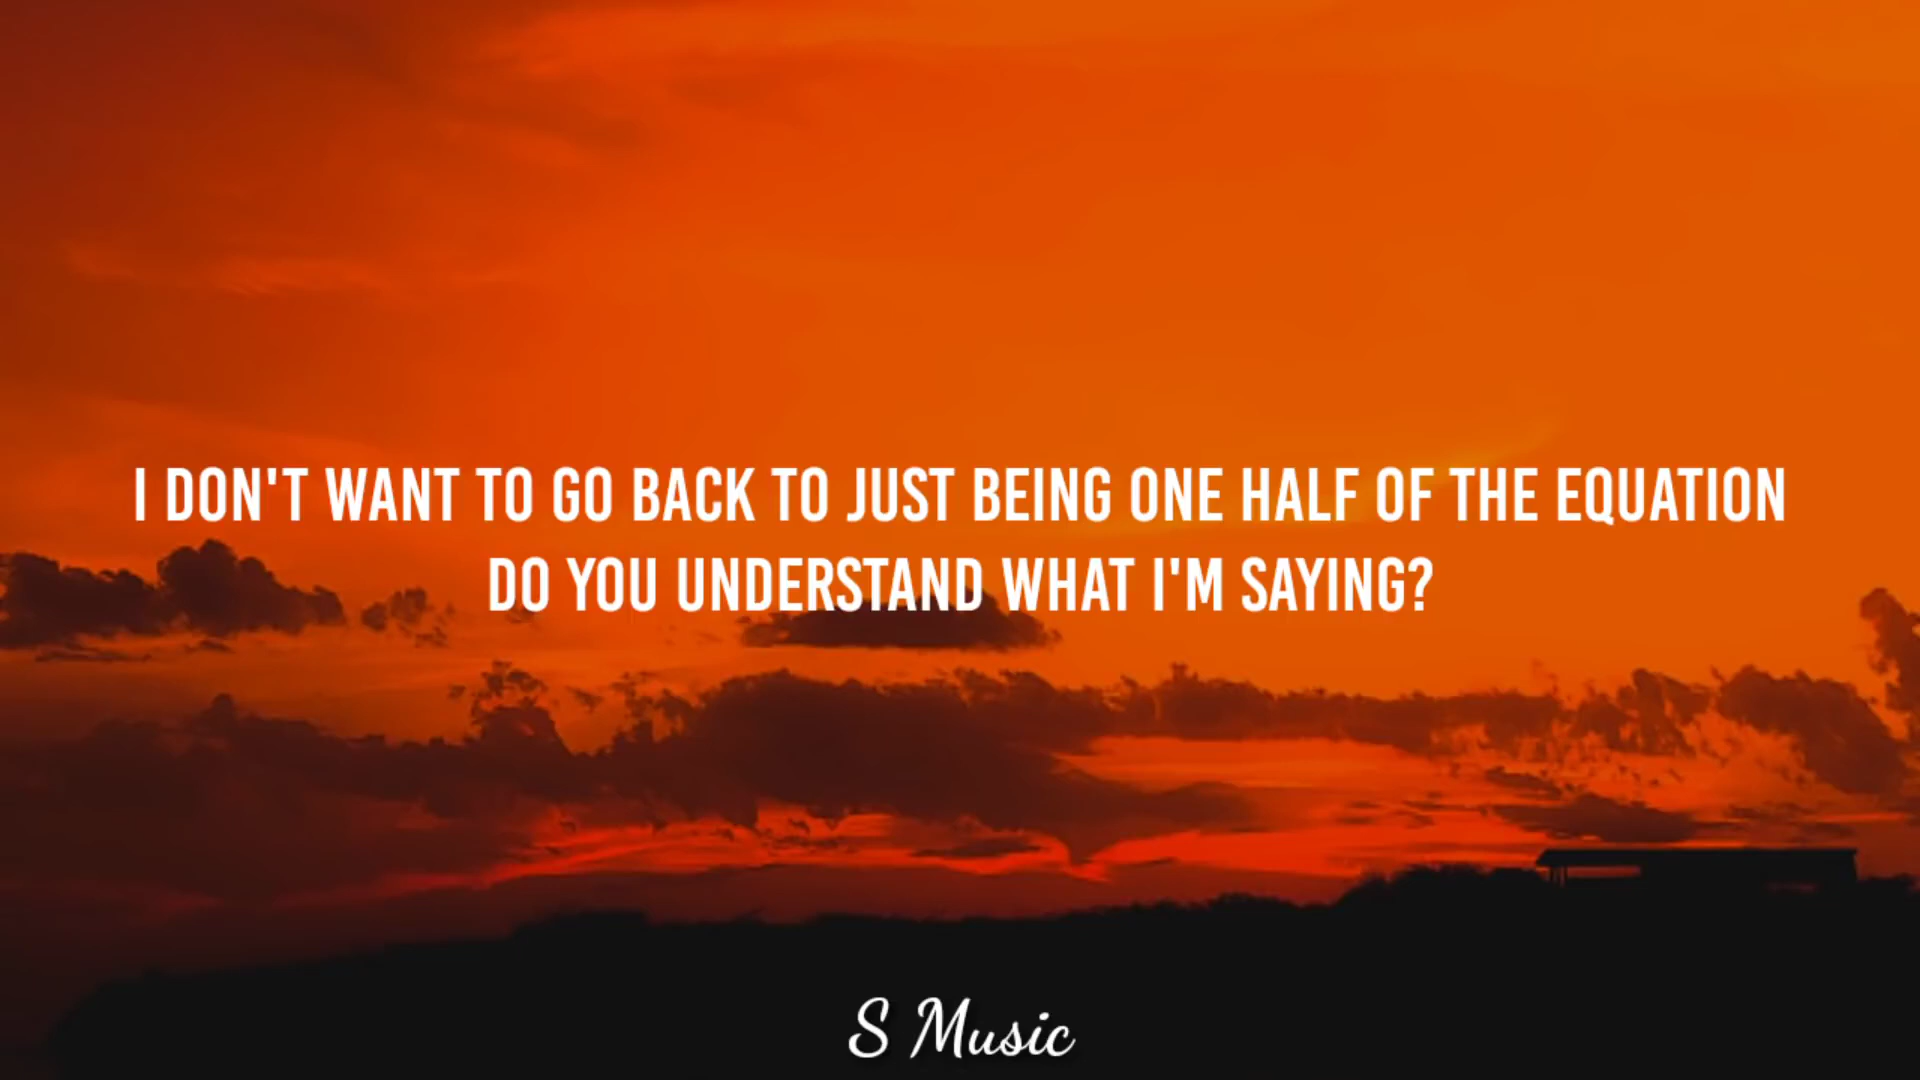 I DON'T WANT TO GO BACK TO JUST BEING ONE HALF OF THE EQUATION
DO YOU UNDERSTAND WHAT I'M SAYING?
S Music